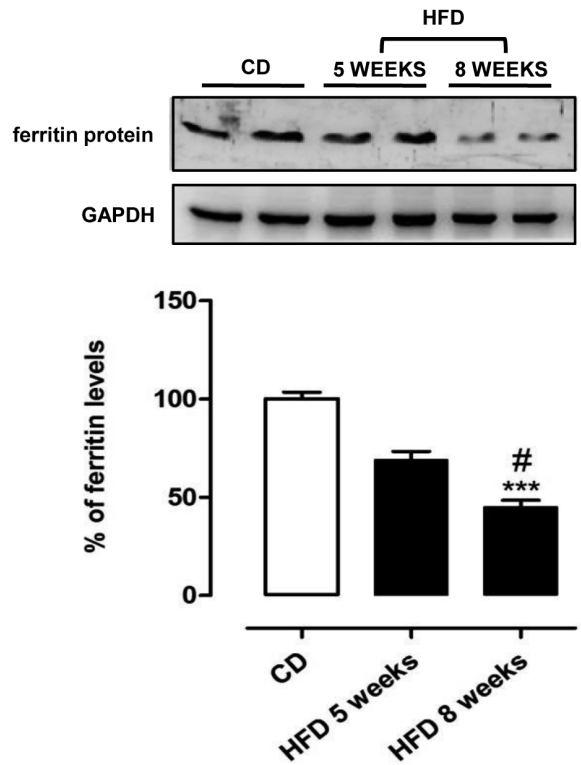 HFD
CD 5 WEEKS 8 WEEKS
ferritin protein
GAPDH
% of ferritin levels
150
100
50
0
#
***
CD
HFD 5 weeks
HFD 8 weeks